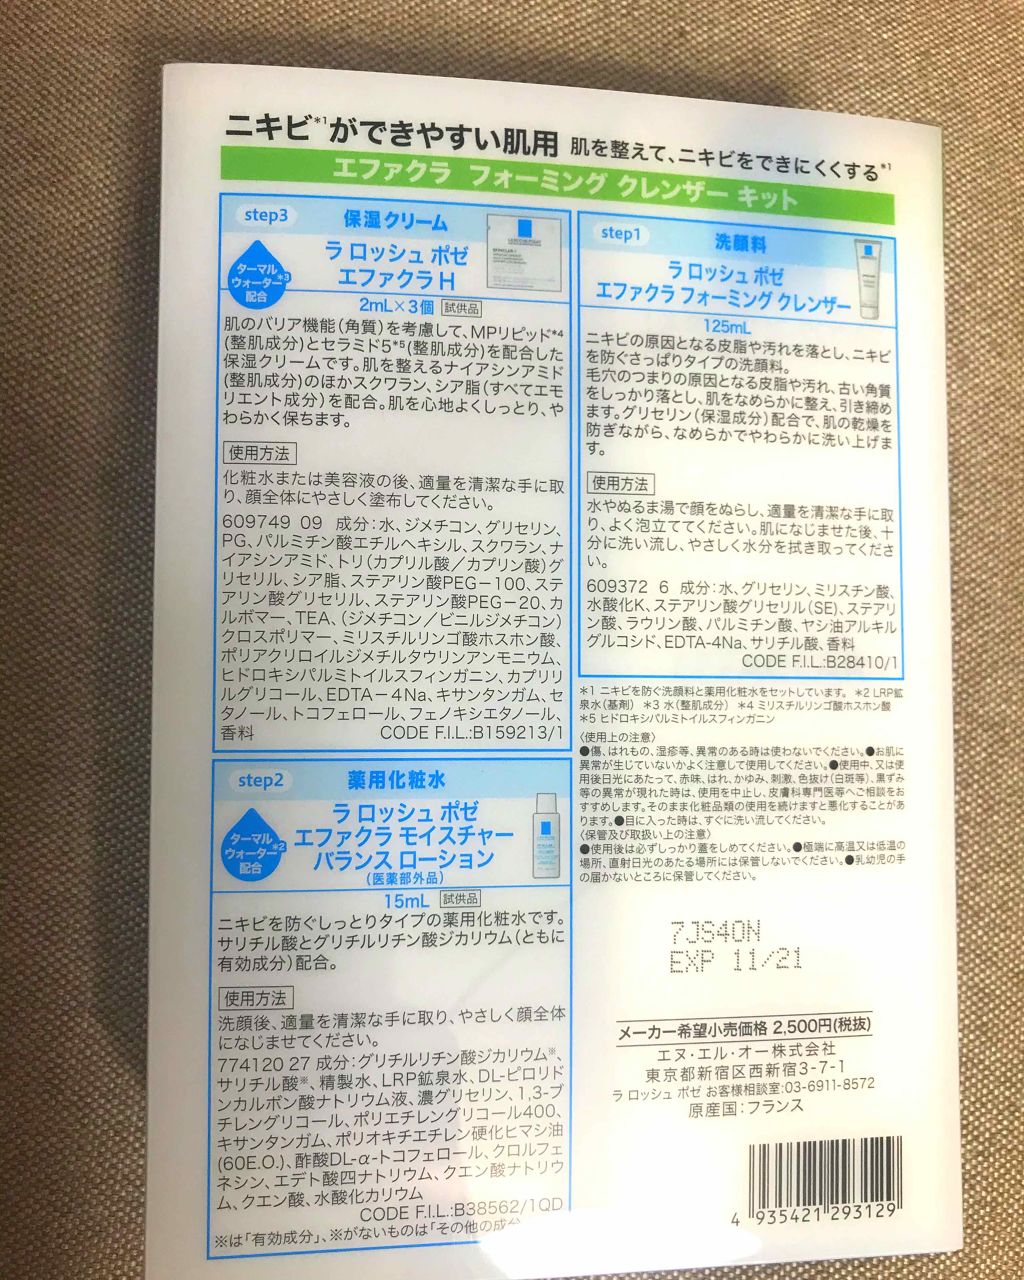 ニキビ*1ができやすい肌用 肌を整えて、ニキビをできにくくする*1
エファクラ フォーミング クレンザー キット
step3 保湿クリーム
ターマル
ウォーター*3
配合
ラ ロッシュ ポゼ
エファクラ H
2mL×3個 試供品
肌のバリア機能(角質)を考慮して、MPリピッド*4
(整肌成分)とセラミド5*5(整肌成分)を配合した
保湿クリームです。肌を整えるナイアシンアミド
(整肌成分)のほかスクワラン、シア脂(すべてエモ
リエント成分)を配合。肌を心地よくしっとり、や
わらかく保ちます。
使用方法
化粧水または美容液の後、適量を清潔な手に取
り、顔全体にやさしく塗布してください。
609749 09 成分:水、ジメチコン、グリセリン、
PG、パルミチン酸エチルヘキシル、スクワラン、ナ
イアシンアミド、トリ(カプリル酸/カプリン酸)グ
リセリル、シア脂、ステアリン酸PEG-100、ステ
アリン酸グリセリル、ステアリン酸PEG-20、カ
ルボマー、TEA、(ジメチコン/ビニルジメチコン)
クロスポリマー、ミリスチルリンゴ酸ホスホン酸、
ポリアクリロイルジメチルタウリンアンモニウム、
ヒドロキシパルミトイルスフィンガニン、カプリリ
ルグリコール、EDTA-4Na、キサンタンガム、セ
タノール、トコフェロール、フェノキシエタノール、
香料 CODE F.I.L.:B159213/1
step1 洗顔料
ラ ロッシュ ポゼ
エファクラ フォーミング クレンザー
125mL
ニキビの原因となる皮脂や汚れを落とし、ニキビ
を防ぐさっぱりタイプの洗顔料。
毛穴のつまりの原因となる皮脂や汚れ、古い角質
をしっかり落とし、肌をなめらかに整え、引き締め
ます。グリセリン(保湿成分)配合で、肌の乾燥を
防ぎながら、なめらかでやわらかに洗い上げま
す。
使用方法
水やぬるま湯で顔をぬらし、適量を清潔な手に取
り、よく泡立ててください。肌になじませた後、十
分に洗い流し、やさしく水分を拭き取ってくださ
い。
609372 6 成分:水、グリセリン、ミリスチン酸、
水酸化K、ステアリン酸グリセリル(SE)、ステアリ
ン酸、ラウリン酸、パルミチン酸、ヤシ油アルキル
グルコシド、EDTA-4Na、サリチル酸、香料
CODE F.I.L.:B28410/1
*1 ニキビを防ぐ洗顔料と薬用化粧水をセットしています。 *2 LRP鉱
泉水(基剤) *3 水(整肌成分) *4 ミリスチルリンゴ酸ホスホン酸
*5 ヒドロキシパルミトイルスフィンガニン
〈使用上の注意〉
●傷、はれもの、湿疹等、異常のある時は使わないでください。●お肌に
異常が生じていないかよく注意して使用してください。●使用中、又は使
用後日光にあたって、赤味、はれ、かゆみ、刺激、色抜け(白斑等)、黒ずみ
等の異常が現れた時は、使用を中止し、皮膚科専門医等へご相談をお
すすめします。そのまま化粧品類の使用を続けますと悪化することがあ
ります。●目に入った時は、すぐに洗い流してください。
〈保管及び取扱い上の注意〉
●使用後は必ずしっかり蓋をしめてください。●極端に高温又は低温の
場所、直射日光のあたる場所には保管しないでください。●乳幼児の手
の届かないところに保管してください。
step2 薬用化粧水
ターマル
ウォーター*2
配合
ラ ロッシュ ポゼ
エファクラ モイスチャー
バランス ローション
(医薬部外品)
15mL 試供品
ニキビを防ぐしっとりタイプの薬用化粧水です。
サリチル酸とグリチルリチン酸ジカリウム(ともに
有効成分)配合。
使用方法
洗顔後、適量を清潔な手に取り、やさしく顔全体
になじませてください。
774120 27 成分:グリチルリチン酸ジカリウム※、
サリチル酸※、精製水、LRP鉱泉水、DL-ピロリド
ンカルボン酸ナトリウム液、濃グリセリン、1,3-ブ
チレングリコール、ポリエチレングリコール400、
キサンタンガム、ポリオキチエチレン硬化ヒマシ油
(60E.O.)、酢酸DL-α-トコフェロール、クロルフェ
ネシン、エデト酸四ナトリウム、クエン酸ナトリウ
ム、クエン酸、水酸化カリウム
CODE F.I.L.:B38562/1QD
※は「有効成分」、※がないものは「その他の成分
7JS40N
EXP 11/21
メーカー希望小売価格 2,500円(税抜)
エヌ・エル・オー株式会社
東京都新宿区西新宿3-7-1
ラ ロッシュ ポゼ お客様相談室:03-6911-8572
原産国:フランス
4 935421 293129